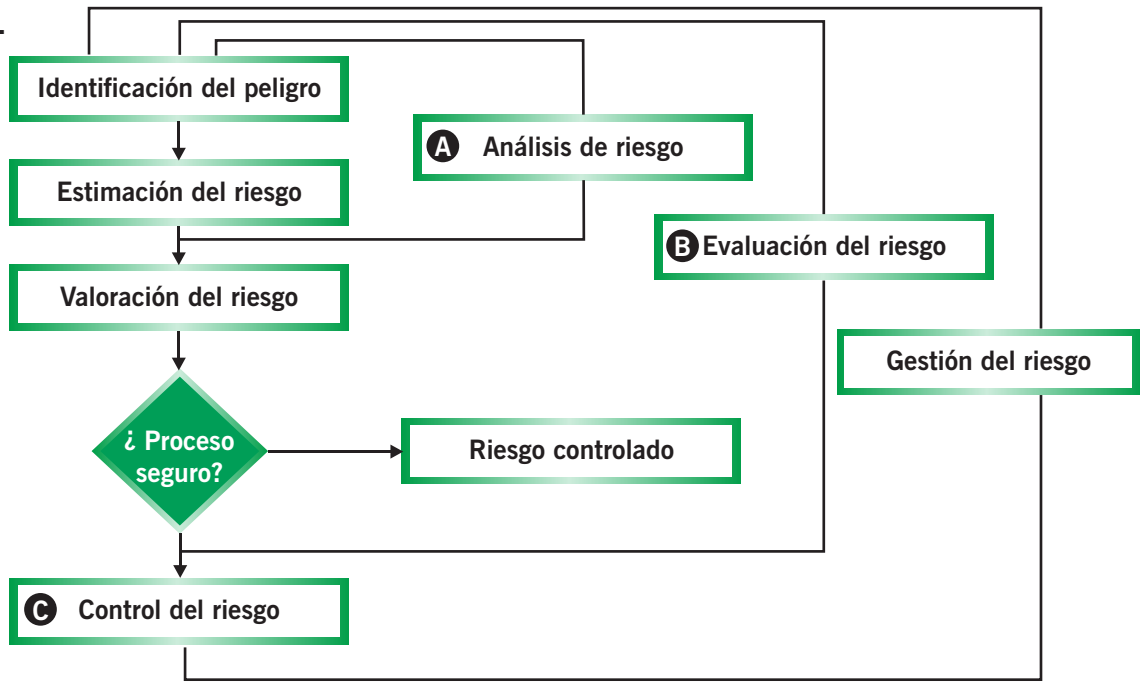 Identificación del peligro
A Análisis de riesgo
Estimación del riesgo
B Evaluación del riesgo
Valoración del riesgo
Gestión del riesgo
¿ Proceso
seguro?
Riesgo controlado
C Control del riesgo